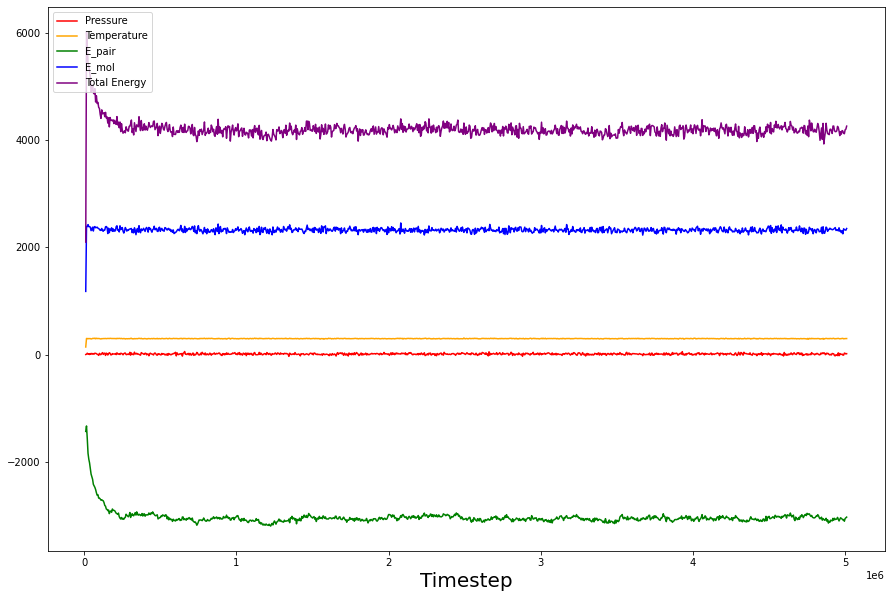 Pressure
Temperature
E_pair
E_mol
Total Energy
6000
4000
2000
0
−2000
0 1 2 3 4 5
1e6
Timestep